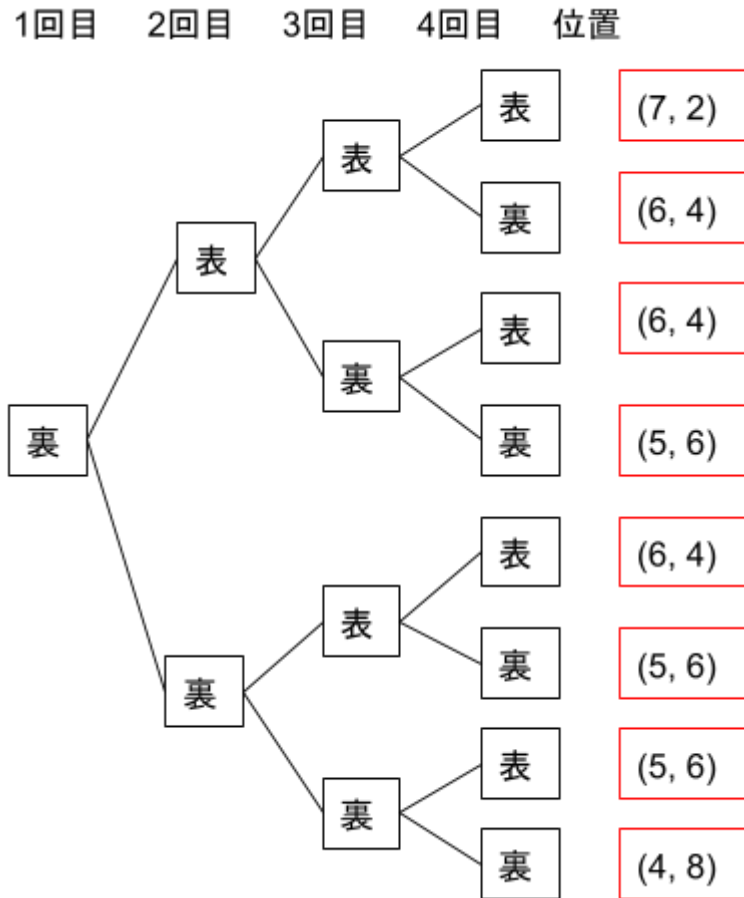 1回目 2回目 3回目 4回目 位置
表 (7, 2)
表
裏 (6, 4)
表
表 (6, 4)
裏
裏 (5, 6)
裏
表 (6, 4)
表
裏 (5, 6)
裏
表 (5, 6)
裏
裏 (4, 8)